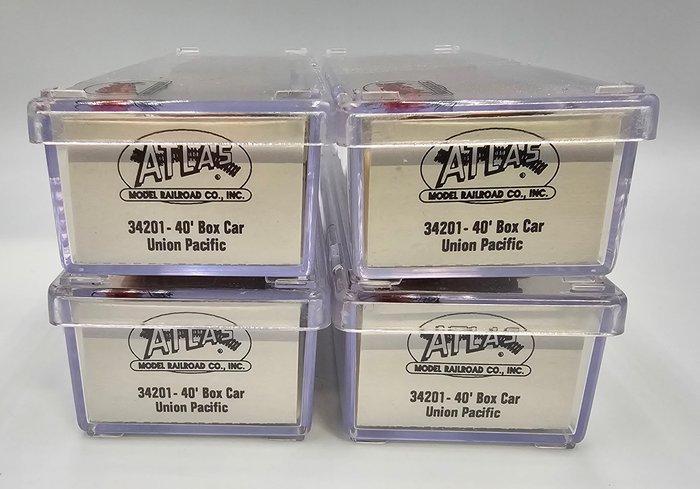 ATLAS ®
MODEL RAILROAD CO., INC.
34201- 40' Box Car
Union Pacific
ATLAS ®
MODEL RAILROAD CO., INC.
34201- 40' Box Car
Union Pacific
ATLAS ®
MODEL RAILROAD CO., INC.
34201- 40' Box Car
Union Pacific
ATLAS ®
MODEL RAILROAD CO., INC.
34201- 40' Box Car
Union Pacific